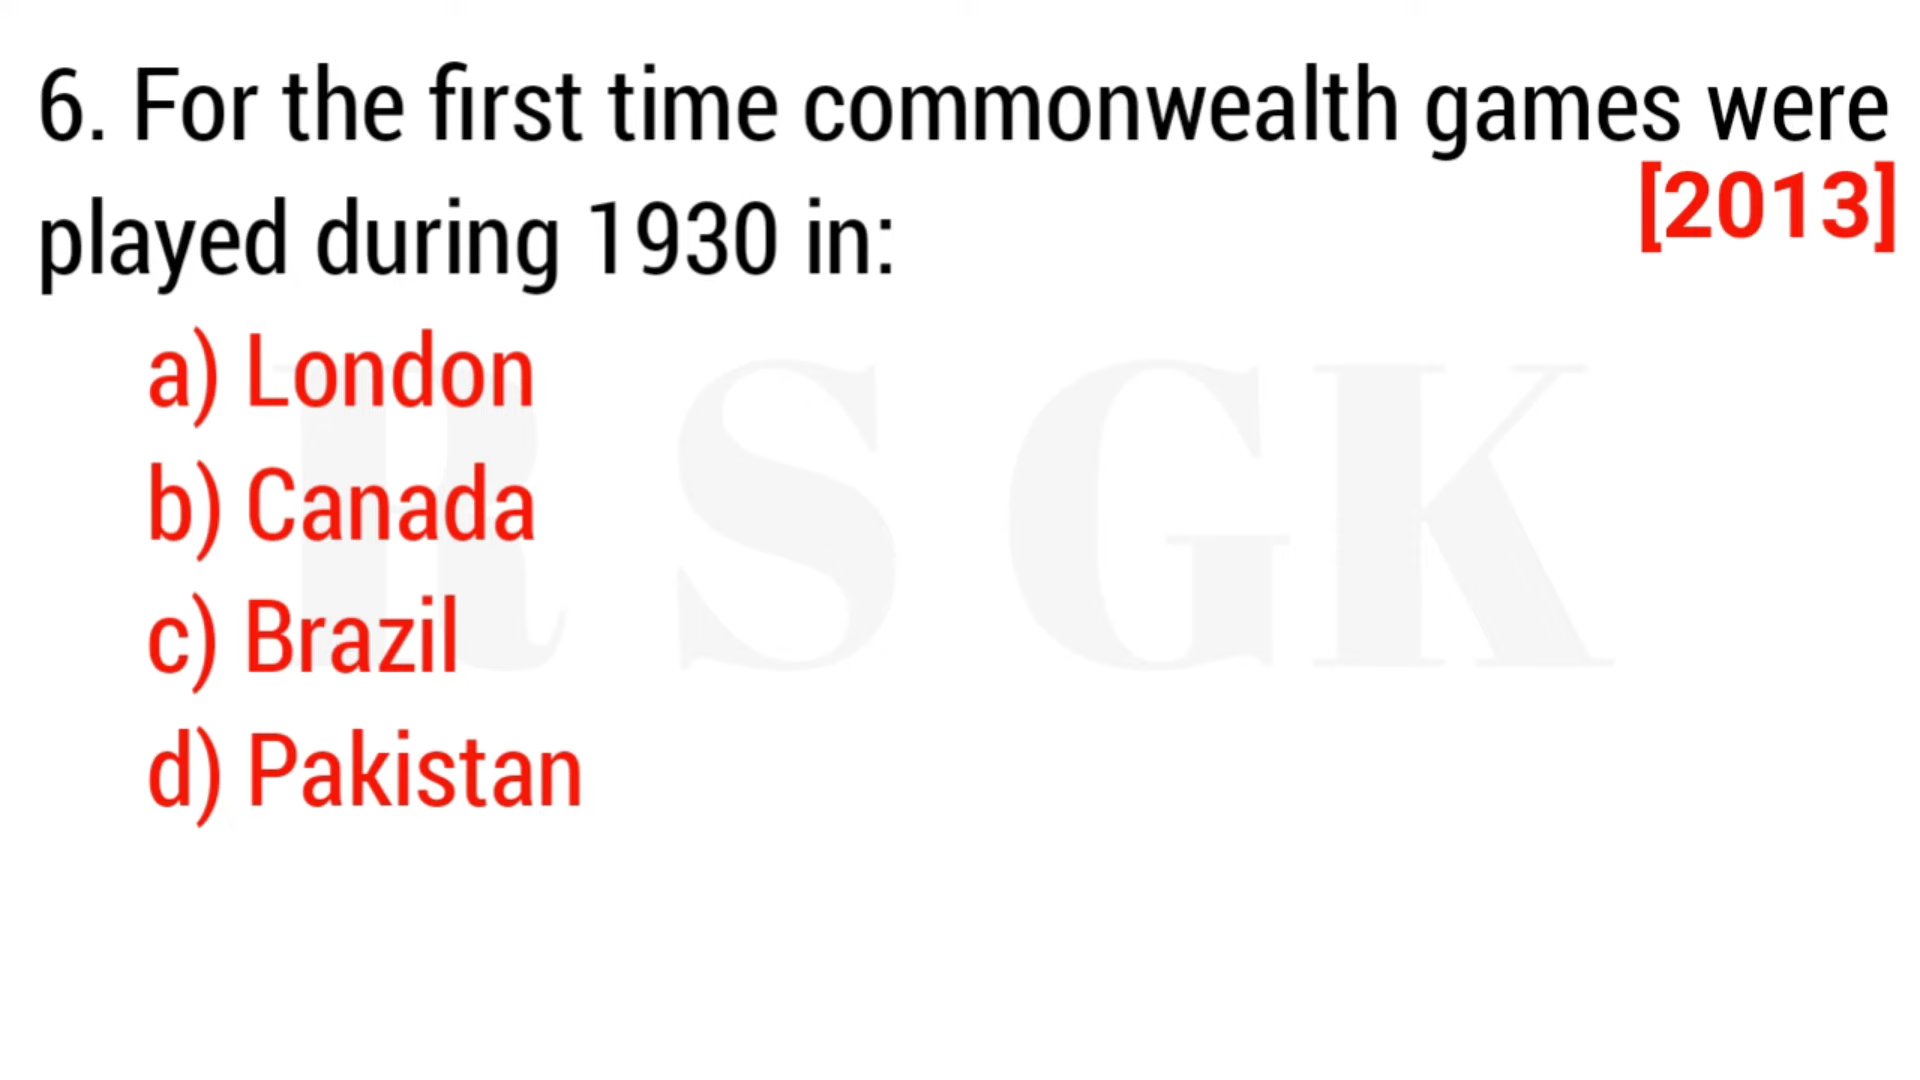 6. For the first time commonwealth games were
played during 1930 in:
[2013]
a) London
b) Canada
c) Brazil
d) Pakistan
R S GK